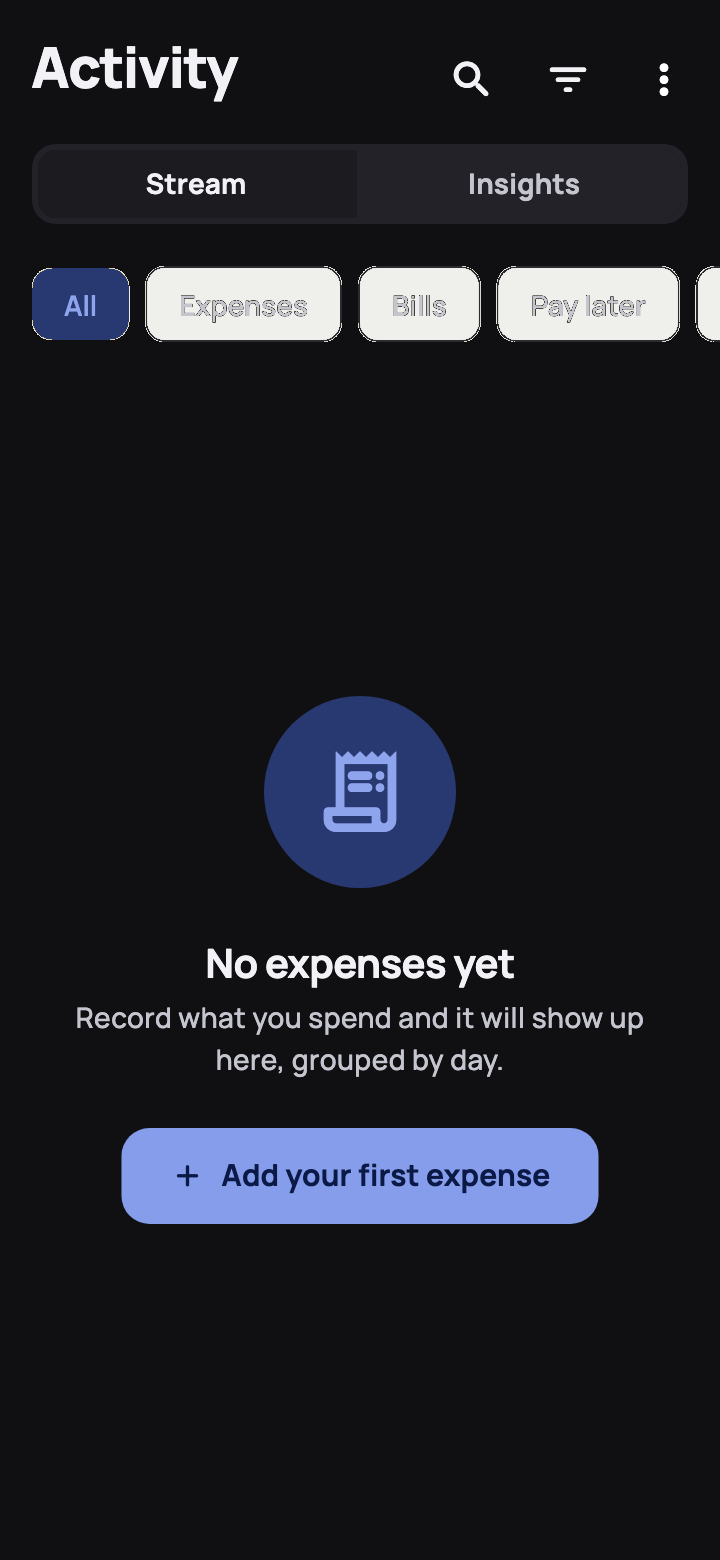 Activity
Stream
Insights
All
Expenses
Bills
Pay later
No expenses yet
Record what you spend and it will show up
here, grouped by day.
+ Add your first expense